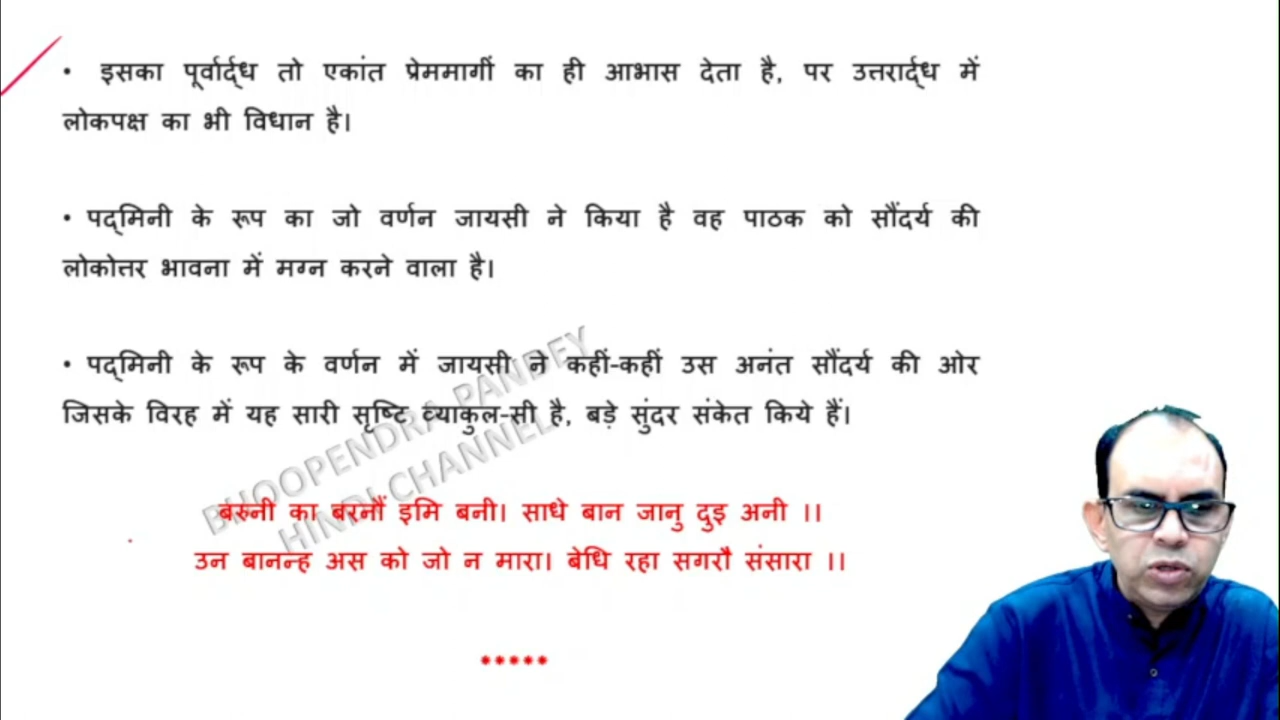 • इसका पूर्वार्द्ध तो एकांत प्रेममार्गी का ही आभास देता है, पर उत्तरार्द्ध में
लोकपक्ष का भी विधान है।
• पद्मिनी के रूप का जो वर्णन जायसी ने किया है वह पाठक को सौंदर्य की
लोकोत्तर भावना में मग्न करने वाला है।
• पद्मिनी के रूप के वर्णन में जायसी ने कहीं-कहीं उस अनंत सौंदर्य की ओर
जिसके विरह में यह सारी सृष्टि व्याकुल-सी है, बड़े सुंदर संकेत किये हैं।
BHOOPENDRA PANDEY
HINDI CHANNEL
बरुनी का बरनौं इमि बनी। साधे बान जानु दुइ अनी ।।
उन बानन्ह अस को जो न मारा। बेधि रहा सगरौ संसारा ।।
*****